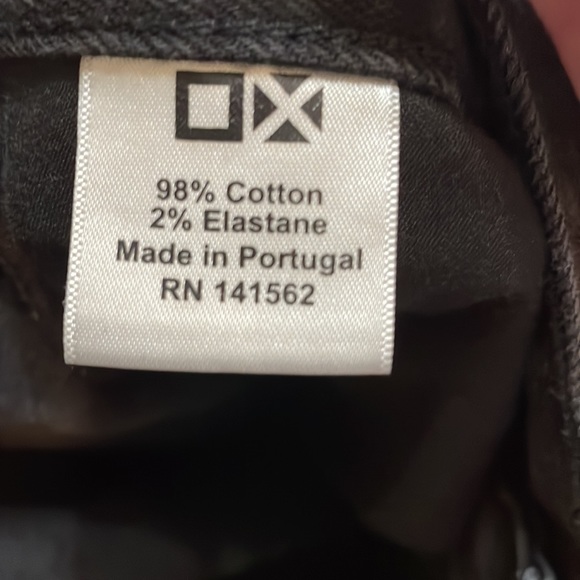 98% Cotton
2% Elastane
Made in Portugal
RN 141562